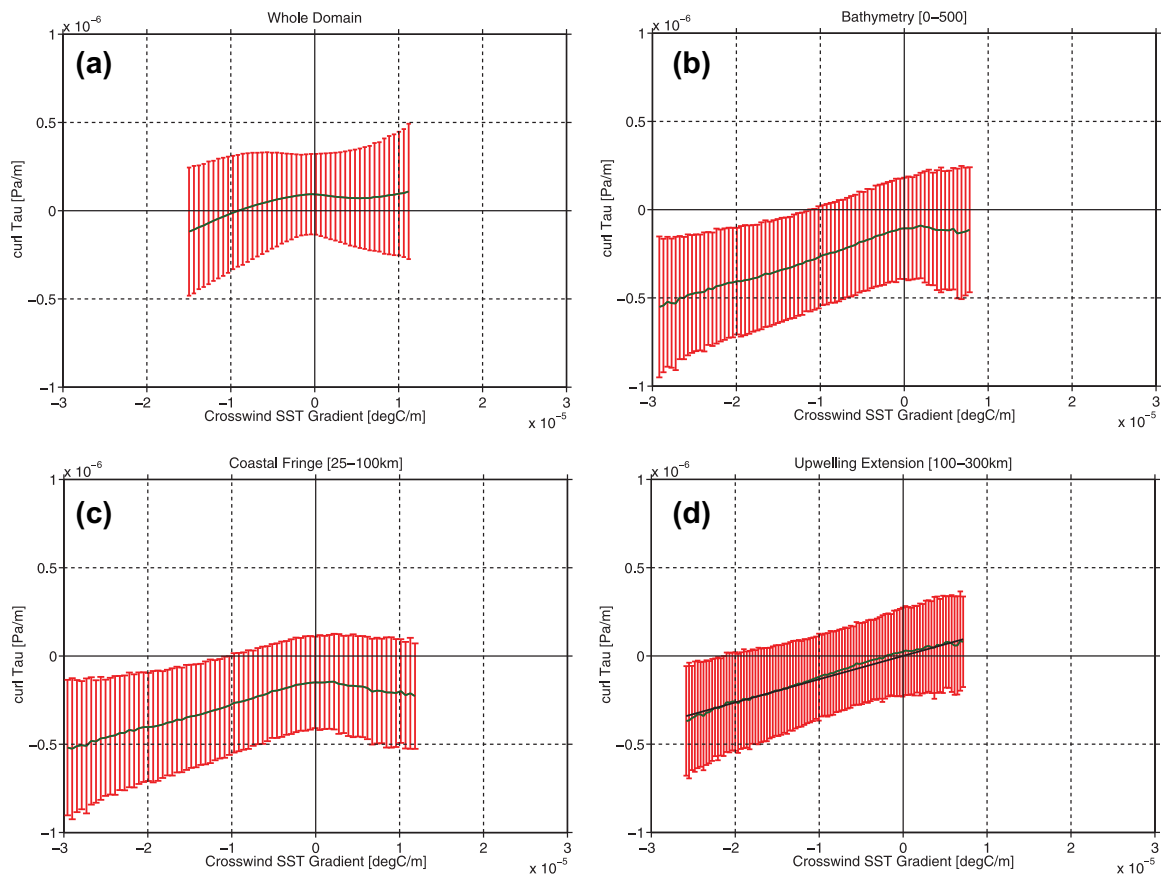 x 10⁻⁶
Whole Domain
(a)
1
0.5
0
−0.5
−1
curl Tau [Pa/m]
−3 −2 −1 0 1 2 3
Crosswind SST Gradient [degC/m]
x 10⁻⁵
x 10⁻⁶
Bathymetry [0−500]
(b)
1
0.5
0
−0.5
−1
curl Tau [Pa/m]
−3 −2 −1 0 1 2 3
Crosswind SST Gradient [degC/m]
x 10⁻⁵
x 10⁻⁶
Coastal Fringe [25−100km]
(c)
1
0.5
0
−0.5
−1
curl Tau [Pa/m]
−3 −2 −1 0 1 2 3
Crosswind SST Gradient [degC/m]
x 10⁻⁵
x 10⁻⁶
Upwelling Extension [100−300km]
(d)
1
0.5
0
−0.5
−1
curl Tau [Pa/m]
−3 −2 −1 0 1 2 3
Crosswind SST Gradient [degC/m]
x 10⁻⁵